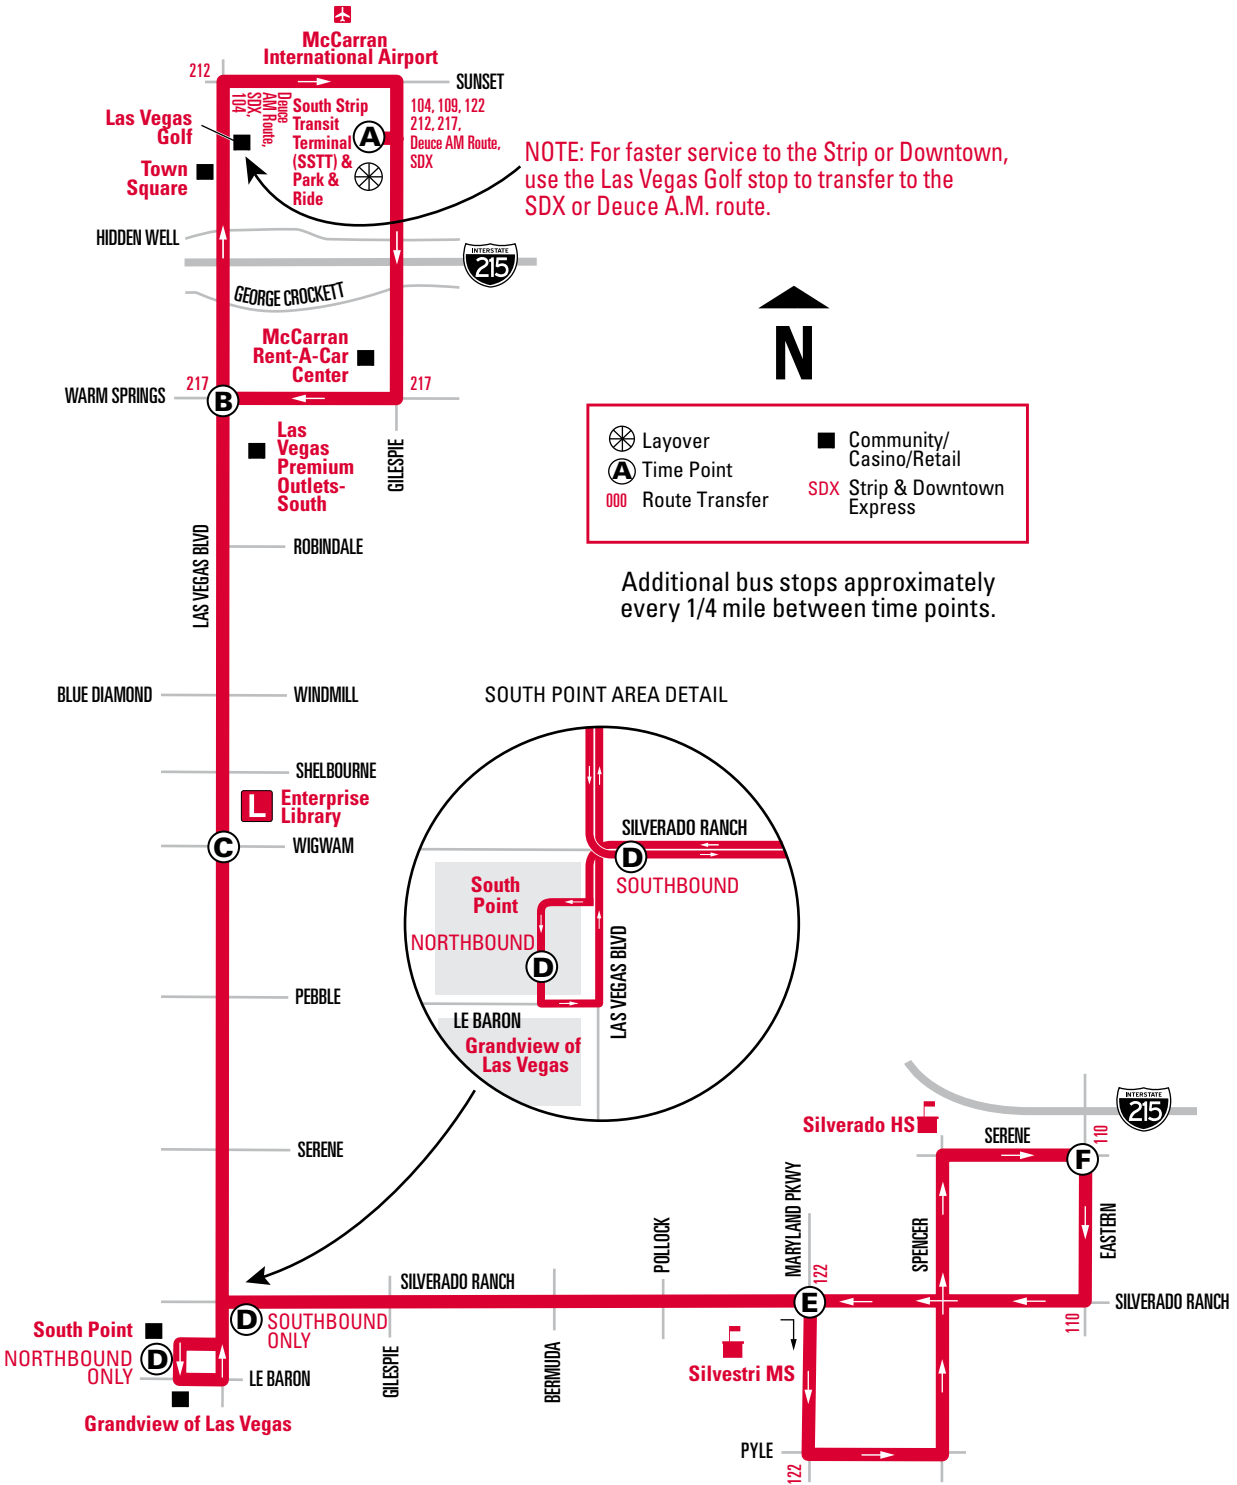 McCarran
International Airport
212
SUNSET
Las Vegas
Golf
Deuce
AM Route,
SDX,
104
South Strip
Transit
Terminal
(SSTT) &
Park &
Ride
A
104, 109, 122
212, 217,
Deuce AM Route,
SDX
Town
Square
NOTE: For faster service to the Strip or Downtown,
use the Las Vegas Golf stop to transfer to the
SDX or Deuce A.M. route.
HIDDEN WELL
INTERSTATE
215
GEORGE CROCKETT
McCarran
Rent-A-Car
Center
N
WARM SPRINGS
217
B
217
Las
Vegas
Premium
Outlets-
South
GILESPIE
Layover
A Time Point
000 Route Transfer
Community/
Casino/Retail
SDX Strip & Downtown
Express
LAS VEGAS BLVD
ROBINDALE
Additional bus stops approximately
every 1/4 mile between time points.
BLUE DIAMOND
WINDMILL
SOUTH POINT AREA DETAIL
SHELBOURNE
L
Enterprise
Library
C
WIGWAM
SILVERADO RANCH
D
SOUTHBOUND
South
Point
NORTHBOUND
D
LAS VEGAS BLVD
LE BARON
Grandview of
Las Vegas
PEBBLE
SERENE
Silverado HS
INTERSTATE
215
SERENE
110
F
MARYLAND PKWY
SPENCER
EASTERN
POLLOCK
122
SILVERADO RANCH
E
SILVERADO RANCH
110
D
SOUTHBOUND
ONLY
South Point
NORTHBOUND
ONLY
D
LE BARON
GILESPIE
BERMUDA
Silvestri MS
Grandview of Las Vegas
PYLE
122